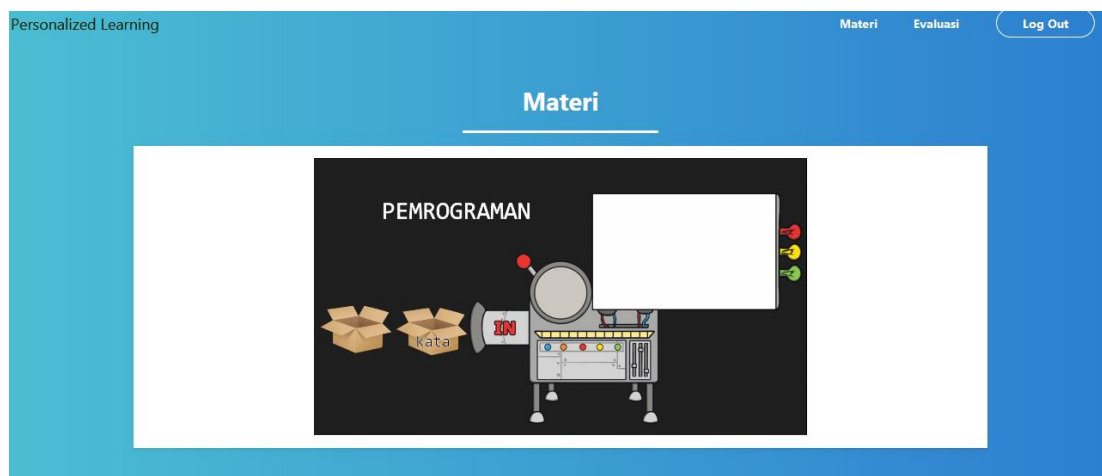 Personalized Learning
Materi Evaluasi Log Out
Materi
PEMROGRAMAN
IN
Kata